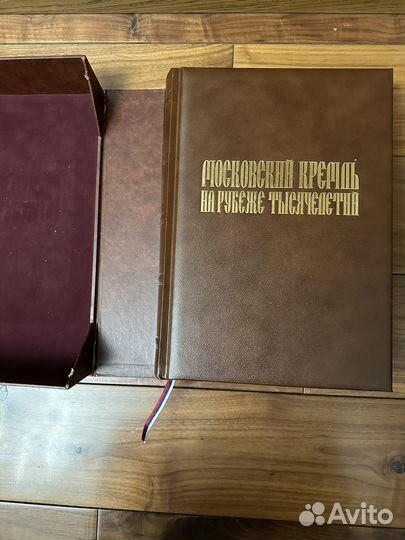 МОСКОВСКИЙ КРЕМЛЬ
НА РУБЕЖЕ ТЫСЯЧЕЛЕТИЙ
Avito